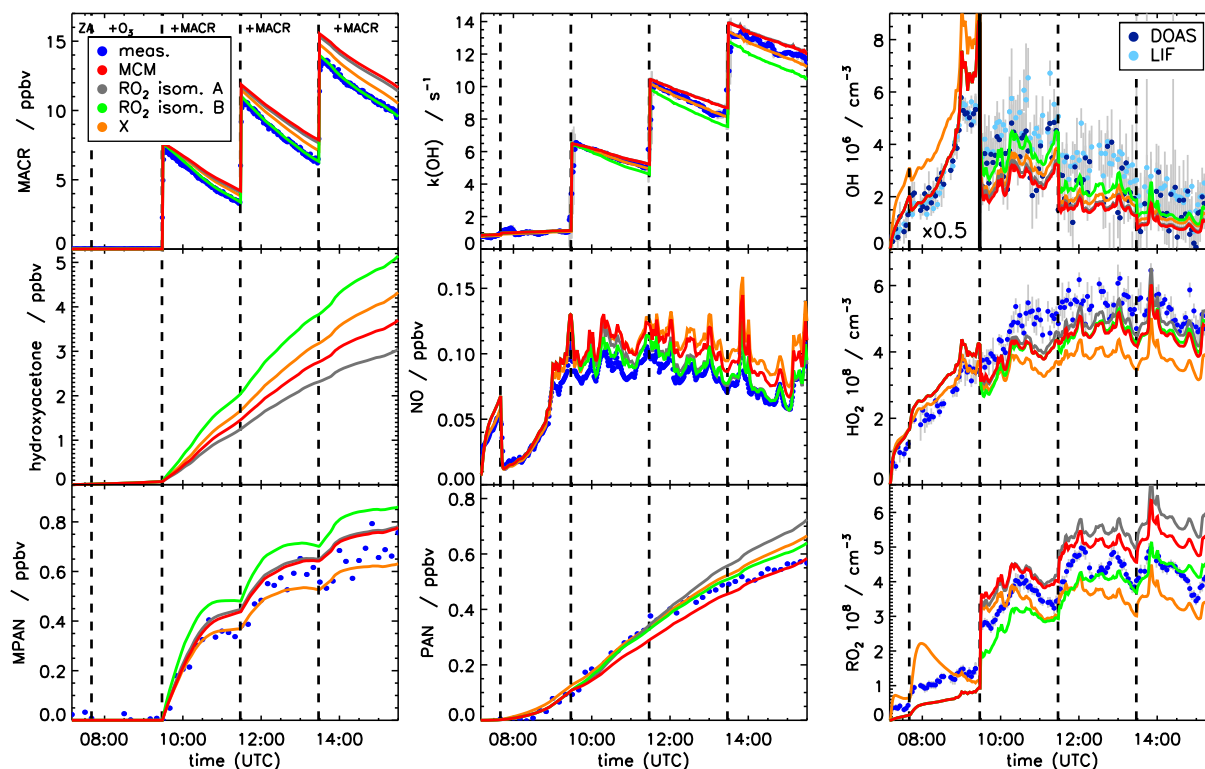 ZA +O3 +MACR +MACR +MACR
meas.
MCM
RO2 isom. A
RO2 isom. B
X
MACR / ppbv
15
10
5
0
k(OH) / s−1
14
12
10
8
6
4
2
0
DOAS
LIF
x0.5
OH 10^6 / cm−3
8
6
4
2
0
hydroxyacetone / ppbv
5
4
3
2
1
0
NO / ppbv
0.15
0.10
0.05
0.00
HO2 10^8 / cm−3
6
4
2
0
MPAN / ppbv
0.8
0.6
0.4
0.2
0.0
08:00 10:00 12:00 14:00
time (UTC)
PAN / ppbv
0.8
0.6
0.4
0.2
0.0
08:00 10:00 12:00 14:00
time (UTC)
RO2 10^8 / cm−3
6
5
4
3
2
1
0
08:00 10:00 12:00 14:00
time (UTC)